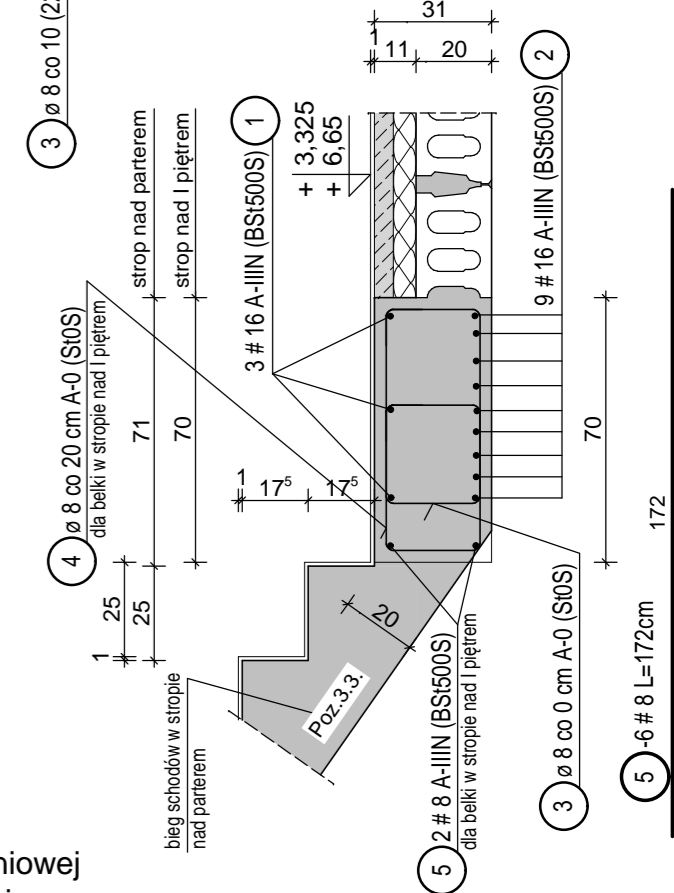 3 ø 8 co 10 (2
31
1
11
20
2
9 # 16 A-IIIN (BSt500S)
1
3 # 16 A-IIIN (BSt500S)
+ 3,325
+ 6,65
strop nad parterem
strop nad I piętrem
4 ø 8 co 20 cm A-0 (St0S)
dla belki w stropie nad I piętrem
71
70
1
17⁵
17⁵
70
172
25
25
1
20
Poz.3.3.
bieg schodów w stropie
nad parterem
5 2 # 8 A-IIIN (BSt500S)
dla belki w stropie nad I piętrem
3 ø 8 co 0 cm A-0 (St0S)
5 -6 # 8 L=172cm
niowej